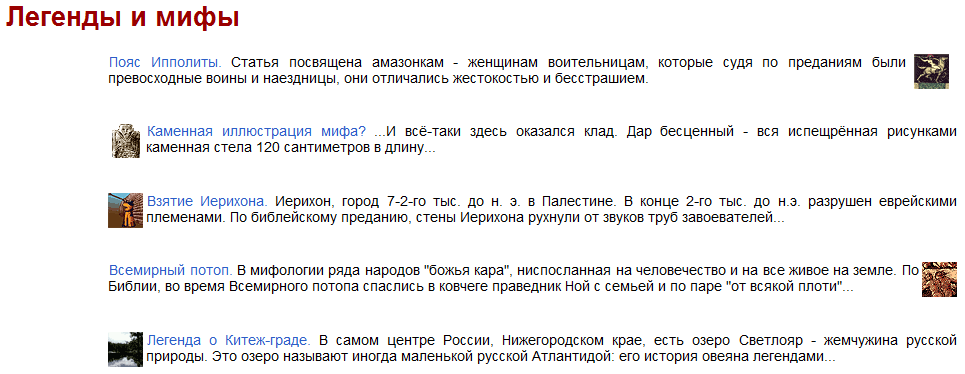 Легенды и мифы
Пояс Ипполиты. Статья посвящена амазонкам - женщинам воительницам, которые судя по преданиям были
превосходные воины и наездницы, они отличались жестокостью и бесстрашием.
Каменная иллюстрация мифа? ...И всё-таки здесь оказался клад. Дар бесценный - вся испещрённая рисунками
каменная стела 120 сантиметров в длину...
Взятие Иерихона. Иерихон, город 7-2-го тыс. до н. э. в Палестине. В конце 2-го тыс. до н.э. разрушен еврейскими
племенами. По библейскому преданию, стены Иерихона рухнули от звуков труб завоевателей...
Всемирный потоп. В мифологии ряда народов "божья кара", ниспосланная на человечество и на все живое на земле. По
Библии, во время Всемирного потопа спаслись в ковчеге праведник Ной с семьей и по паре "от всякой плоти"...
Легенда о Китеж-граде. В самом центре России, Нижегородском крае, есть озеро Светлояр - жемчужина русской
природы. Это озеро называют иногда маленькой русской Атлантидой: его история овеяна легендами...